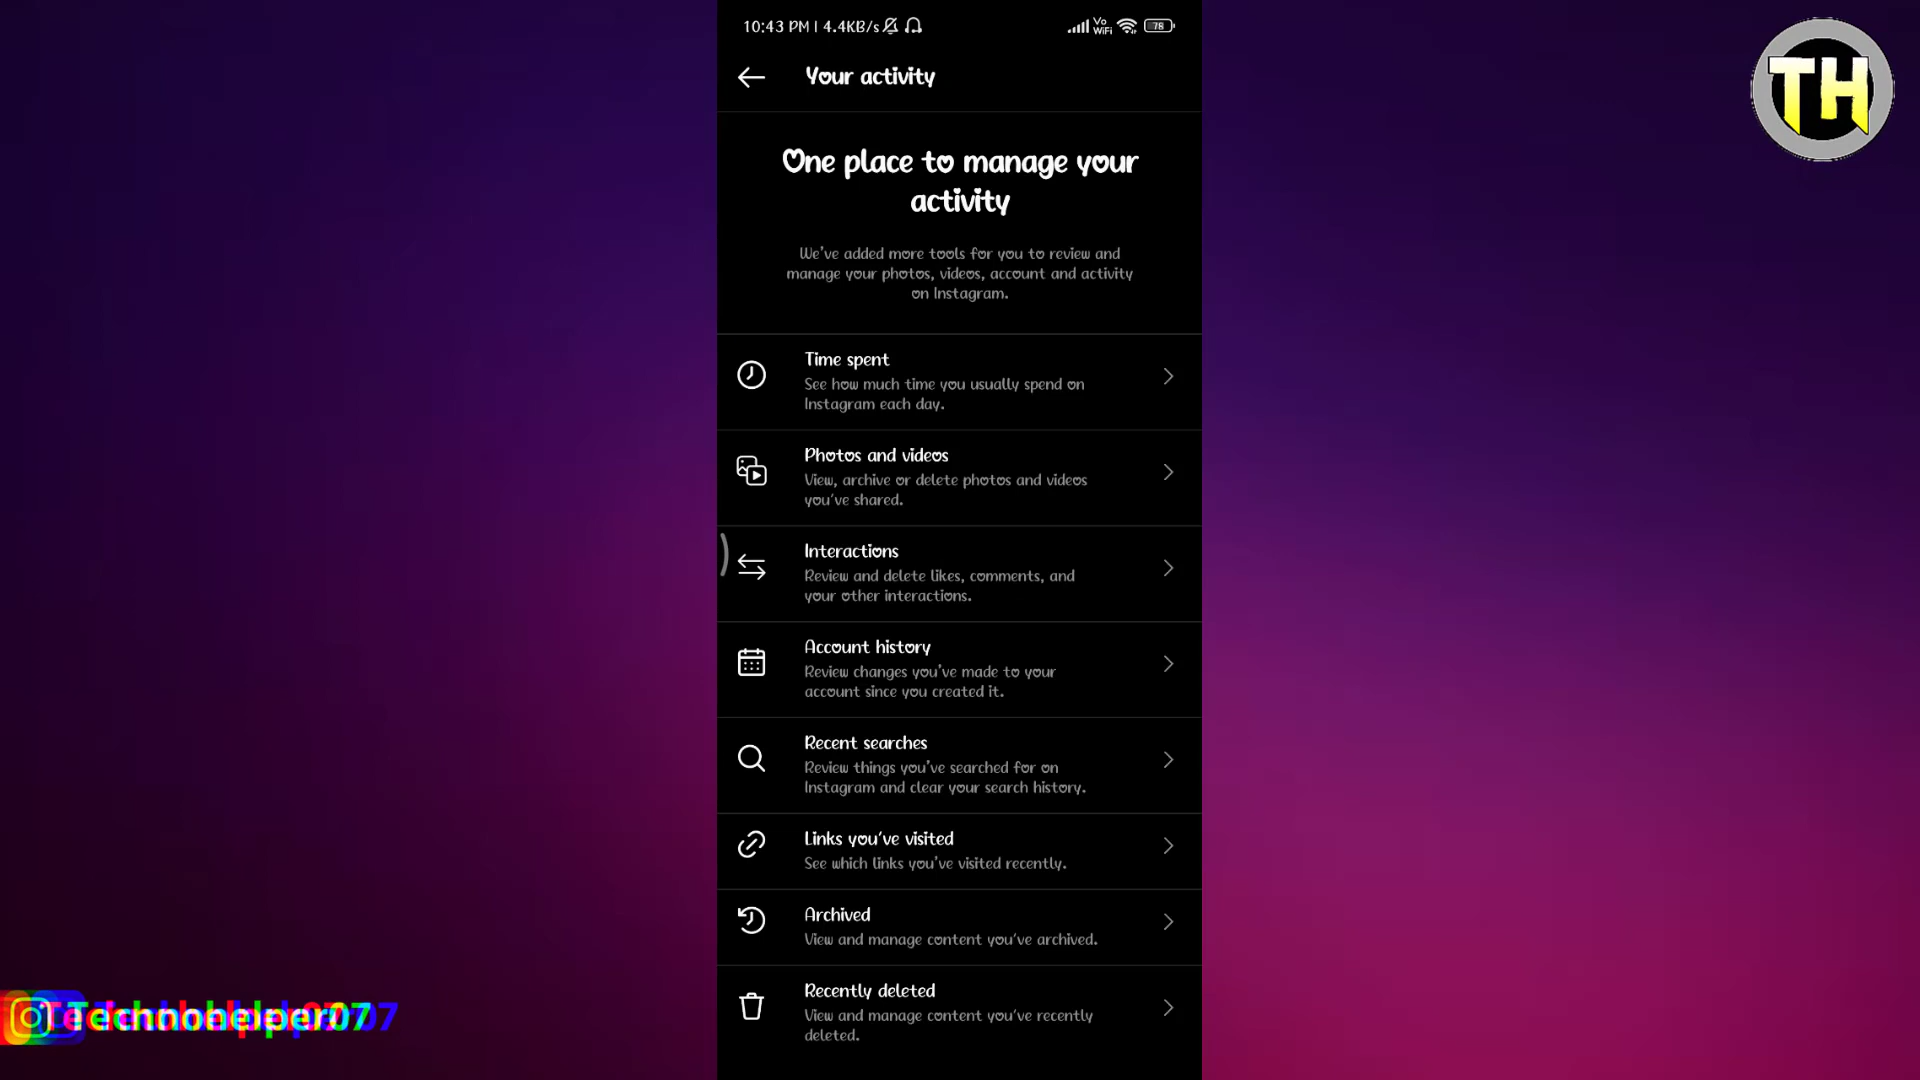 10:43 PM | 4.4KB/s
Vo
WiFi
78
Your activity
TH
One place to manage your
activity
We've added more tools for you to review and
manage your photos, videos, account and activity
on Instagram.
Time spent
See how much time you usually spend on
Instagram each day.
Photos and videos
View, archive or delete photos and videos
you've shared.
Interactions
Review and delete likes, comments, and
your other interactions.
Account history
Review changes you've made to your
account since you created it.
Recent searches
Review things you've searched for on
Instagram and clear your search history.
Links you've visited
See which links you've visited recently.
Archived
View and manage content you've archived.
Recently deleted
View and manage content you've recently
deleted.